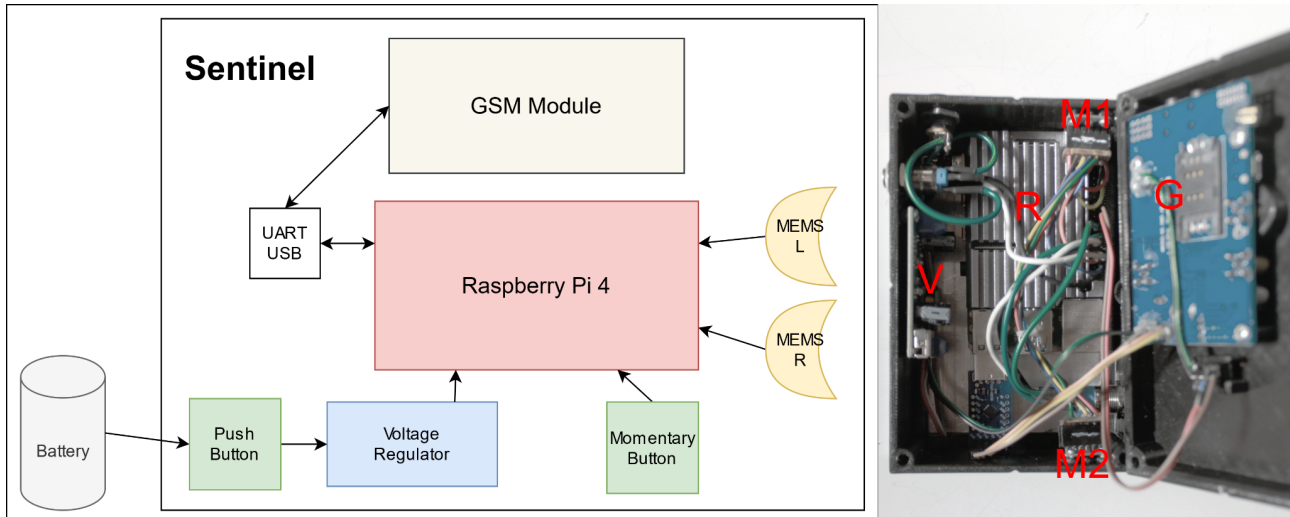 Sentinel
GSM Module
UART
USB
Raspberry Pi 4
MEMS
L
MEMS
R
Battery
Push
Button
Voltage
Regulator
Momentary
Button
M1
R
G
V
M2